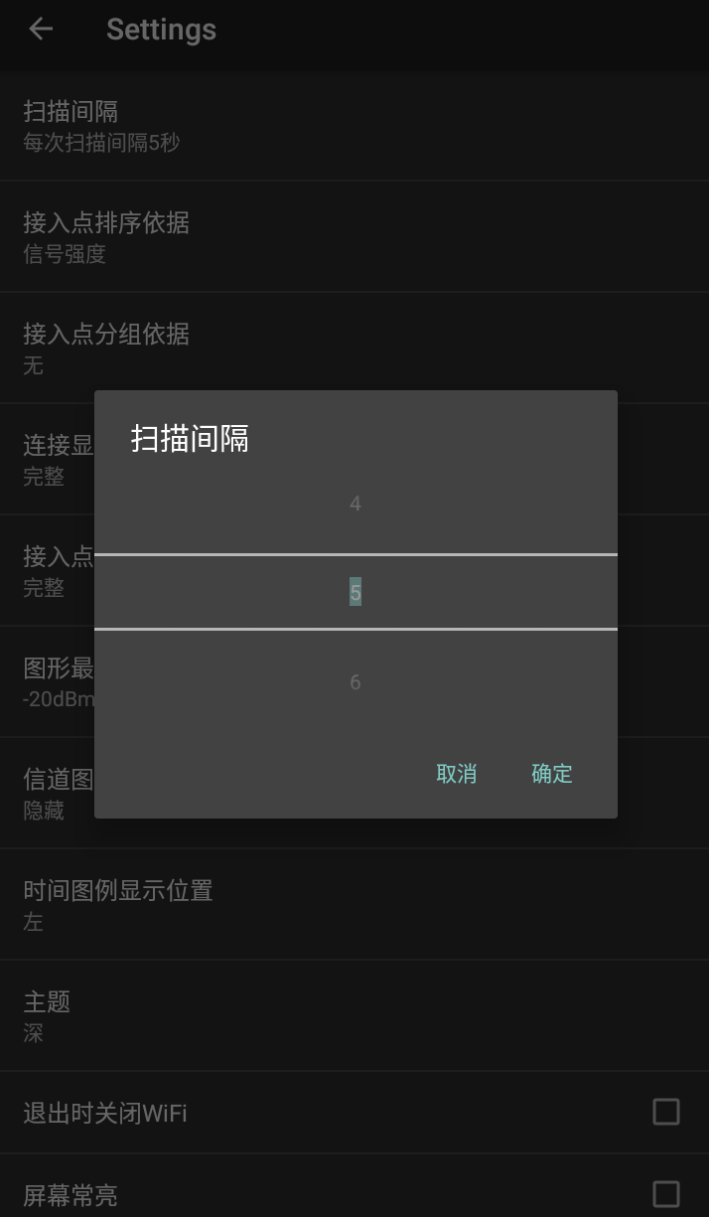 Settings
扫描间隔
每次扫描间隔5秒
接入点排序依据
信号强度
接入点分组依据
无
连接显
完整
接入点
完整
图形最
-20dBm
信道图
隐藏
扫描间隔
4
5
6
取消 确定
时间图例显示位置
左
主题
深
退出时关闭WiFi
屏幕常亮